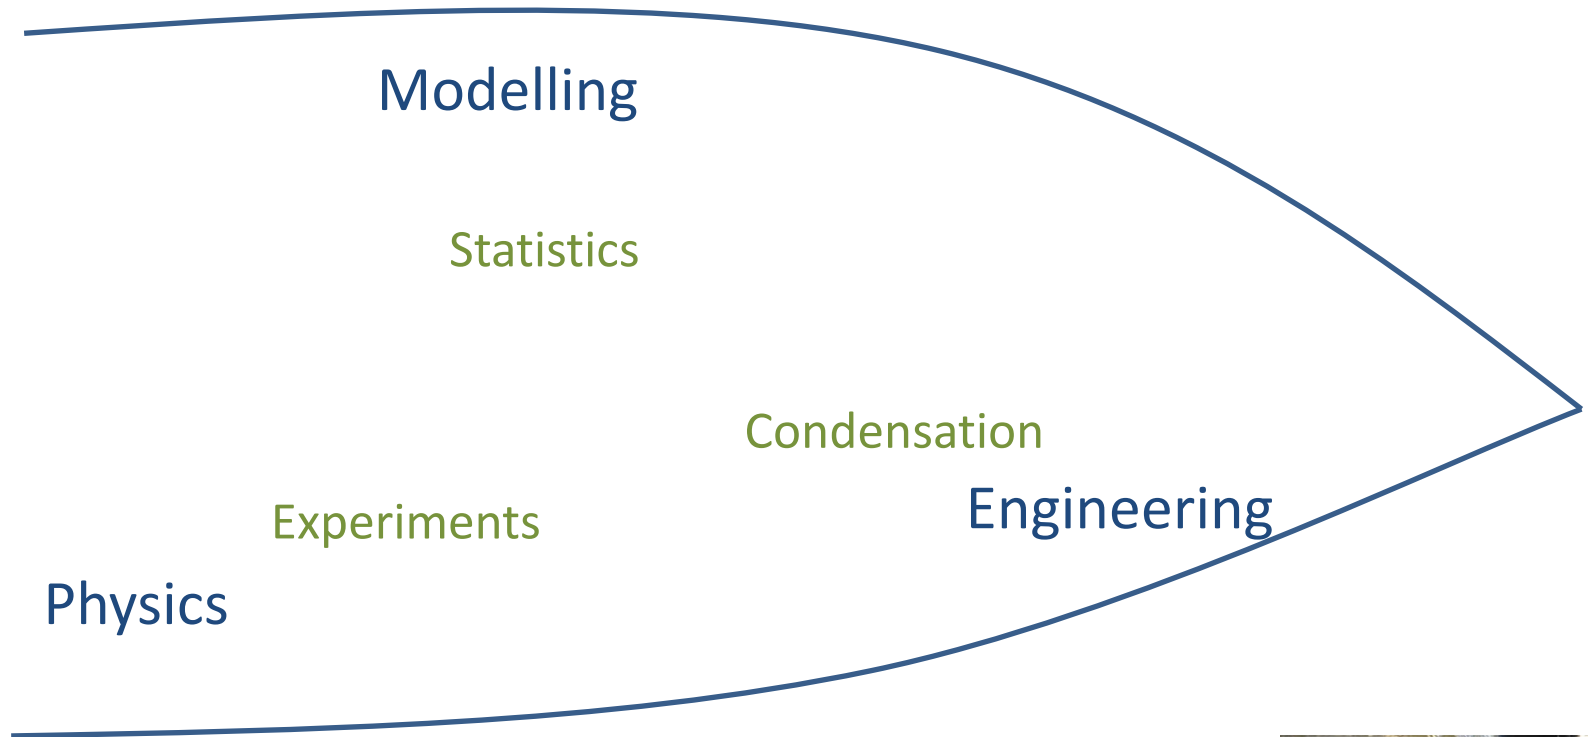 Modelling
Statistics
Condensation
Engineering
Experiments
Physics